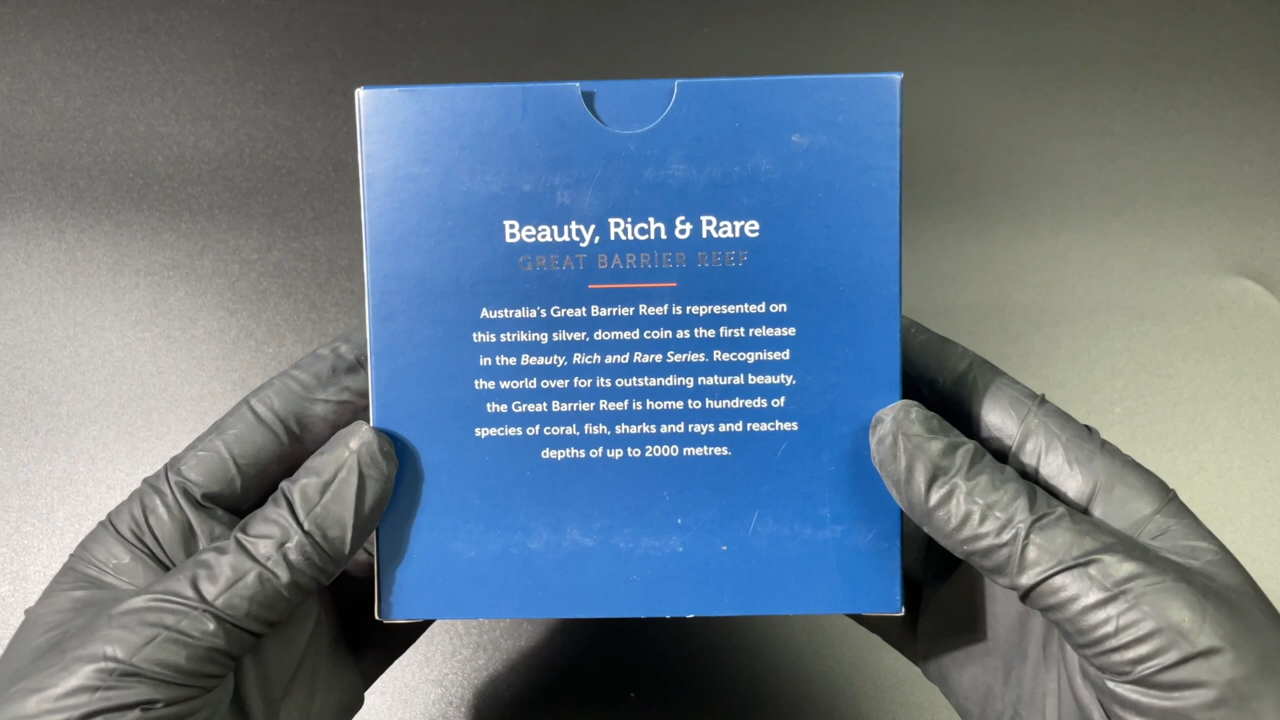 Beauty, Rich & Rare
GREAT BARRIER REEF
Australia's Great Barrier Reef is represented on
this striking silver, domed coin as the first release
in the Beauty, Rich and Rare Series. Recognised
the world over for its outstanding natural beauty,
the Great Barrier Reef is home to hundreds of
species of coral, fish, sharks and rays and reaches
depths of up to 2000 metres.